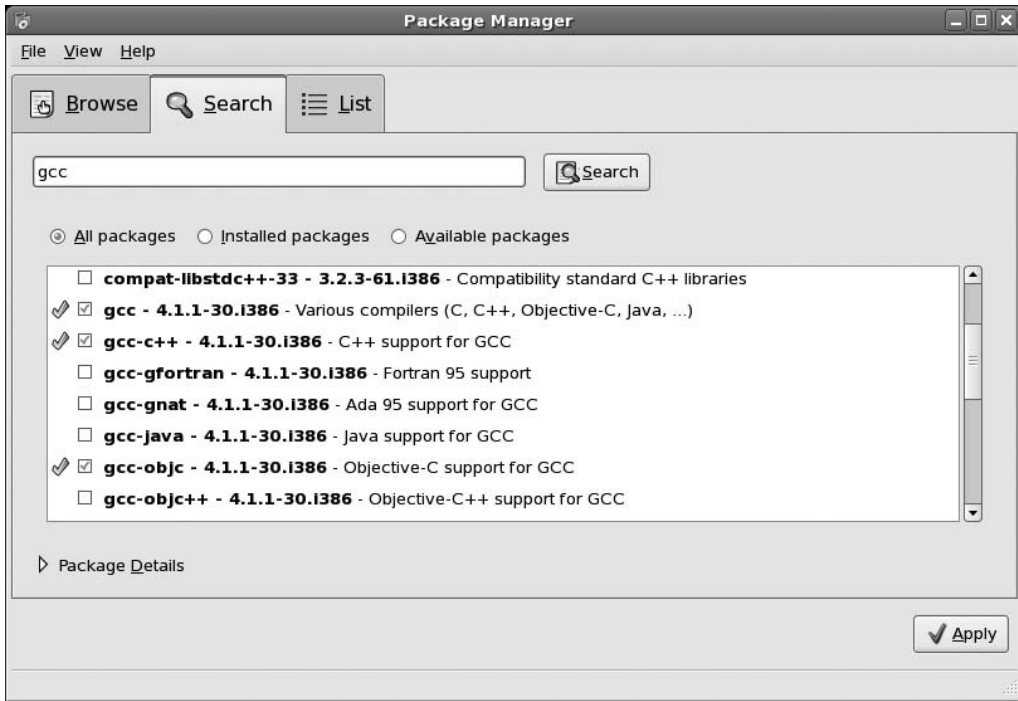 Package Manager
File View Help
Browse Search List
gcc Search
All packages Installed packages Available packages
compat-libstdc++-33 - 3.2.3-61.i386 - Compatibility standard C++ libraries
gcc - 4.1.1-30.i386 - Various compilers (C, C++, Objective-C, Java, ...)
gcc-c++ - 4.1.1-30.i386 - C++ support for GCC
gcc-gfortran - 4.1.1-30.i386 - Fortran 95 support
gcc-gnat - 4.1.1-30.i386 - Ada 95 support for GCC
gcc-java - 4.1.1-30.i386 - Java support for GCC
gcc-objc - 4.1.1-30.i386 - Objective-C support for GCC
gcc-objc++ - 4.1.1-30.i386 - Objective-C++ support for GCC
Package Details
Apply